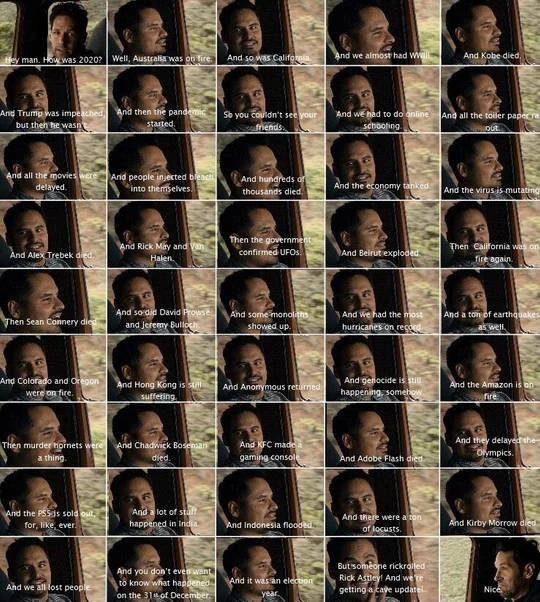 Hey man. How was 2020?
Well, Australia was on fire.
And so was California.
And we almost had WWIII
And Kobe died.
And Trump was impeached,
but then he wasn't
And then the pandemic
started.
So you couldn't see your
friends.
And we had to do online
schooling.
And all the toilet paper ra
out.
And all the movies were
delayed.
And people injected bleach
into themselves.
And hundreds of
thousands died.
And the economy tanked.
And the virus is mutating
And Alex Trebek died.
And Rick May and Van
Halen.
Then the government
confirmed UFOs.
And Beirut exploded.
Then California was on
fire again.
Then Sean Connery died
And so did David Prowse
and Jeremy Bulloch.
And some monoliths
showed up.
And we had the most
hurricanes on record.
And a ton of earthquakes
as well.
And Colorado and Oregon
were on fire.
And Hong Kong is still
suffering.
And Anonymous returned
And genocide is still
happening, somehow.
And the Amazon is on
fire
Then murder hornets were
a thing.
And Chadwick Boseman
died.
And KFC made a
gaming console.
And Adobe Flash died.
And they delayed the
Olympics.
And the PS5 is sold out,
for, like, ever.
And a lot of stuff
happened in India.
And Indonesia flooded.
And there were a ton
of locusts.
And Kirby Morrow died.
And we all lost people.
And you don't even want
to know what happened
on the 31st of December.
And it was an election
year.
But someone rickrolled
Rick Astley! And we're
getting a cave update!
Nice.